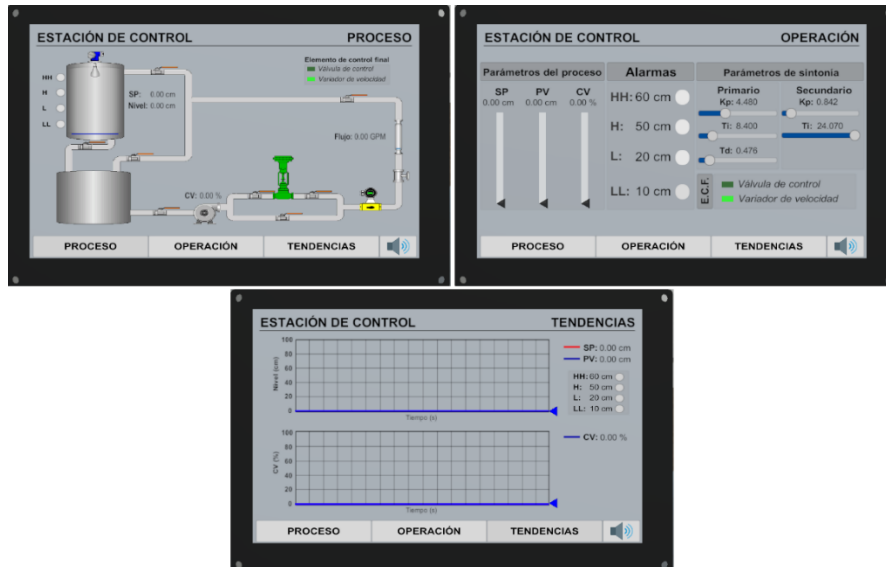 ESTACIÓN DE CONTROL PROCESO
Elemento de control final
Válvula de control
Variador de velocidad
HH
H
L
LL
SP: 0.00 cm
Nivel: 0.00 cm
Flujo: 0.00 GPM
CV: 0.00 %
PROCESO OPERACIÓN TENDENCIAS
ESTACIÓN DE CONTROL OPERACIÓN
Parámetros del proceso Alarmas Parámetros de sintonia
SP PV CV
0.00 cm 0.00 cm 0.00 %
HH: 60 cm
H: 50 cm
L: 20 cm
LL: 10 cm
Primario Secundario
Kp: 4.480 Kp: 0.842
Ti: 8.400 Ti: 24.070
Td: 0.476
E.C.F.
Válvula de control
Variador de velocidad
PROCESO OPERACIÓN TENDENCIAS
ESTACIÓN DE CONTROL TENDENCIAS
100
80
60
40
20
0
Nivel (cm)
Tiempo (s)
SP: 0.00 cm
PV: 0.00 cm
HH: 60 cm
H: 50 cm
L: 20 cm
LL: 10 cm
100
80
60
40
20
0
CV (%)
Tiempo (s)
CV: 0.00 %
PROCESO OPERACIÓN TENDENCIAS